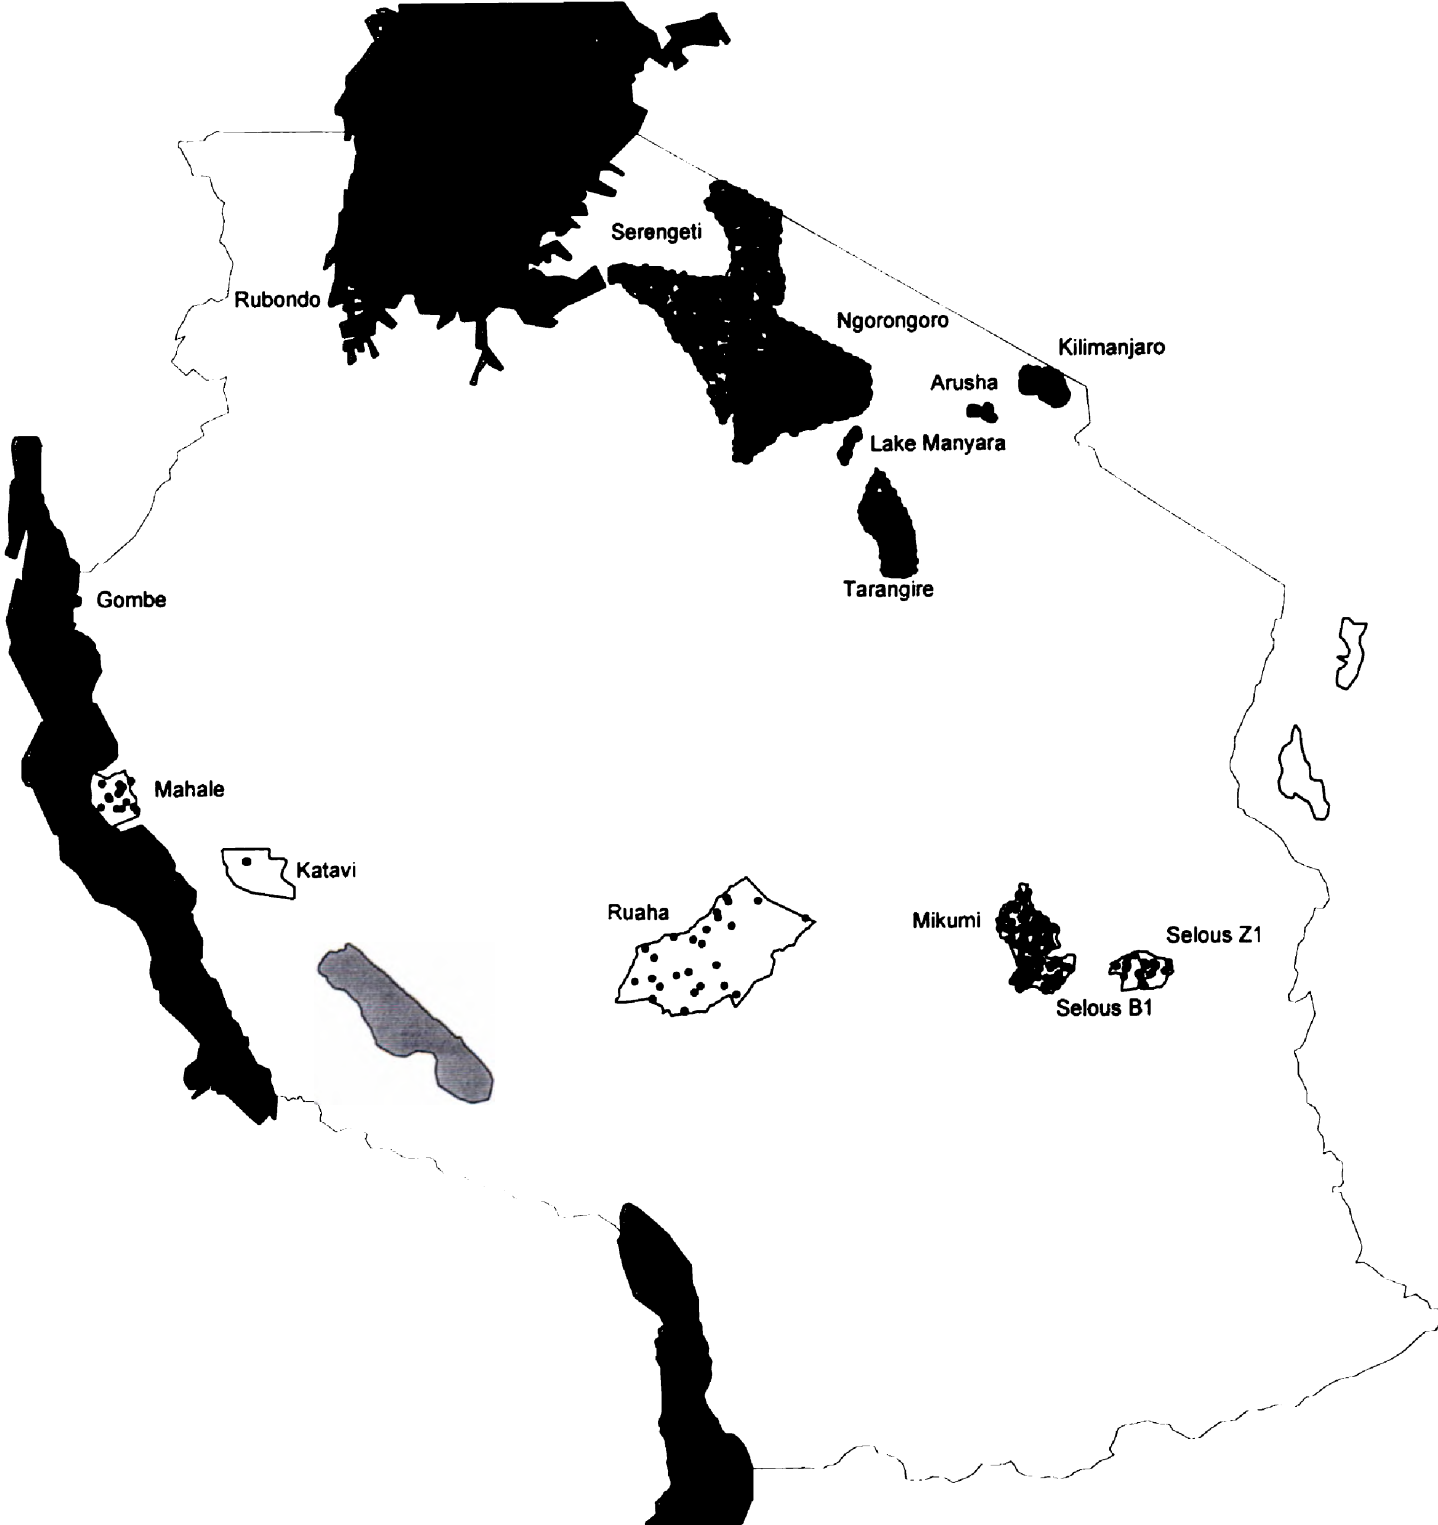 Serengeti
Rubondo
Ngorongoro
Kilimanjaro
Arusha
Lake Manyara
Tarangire
Gombe
Mahale
Katavi
Ruaha
Mikumi
Selous Z1
Selous B1